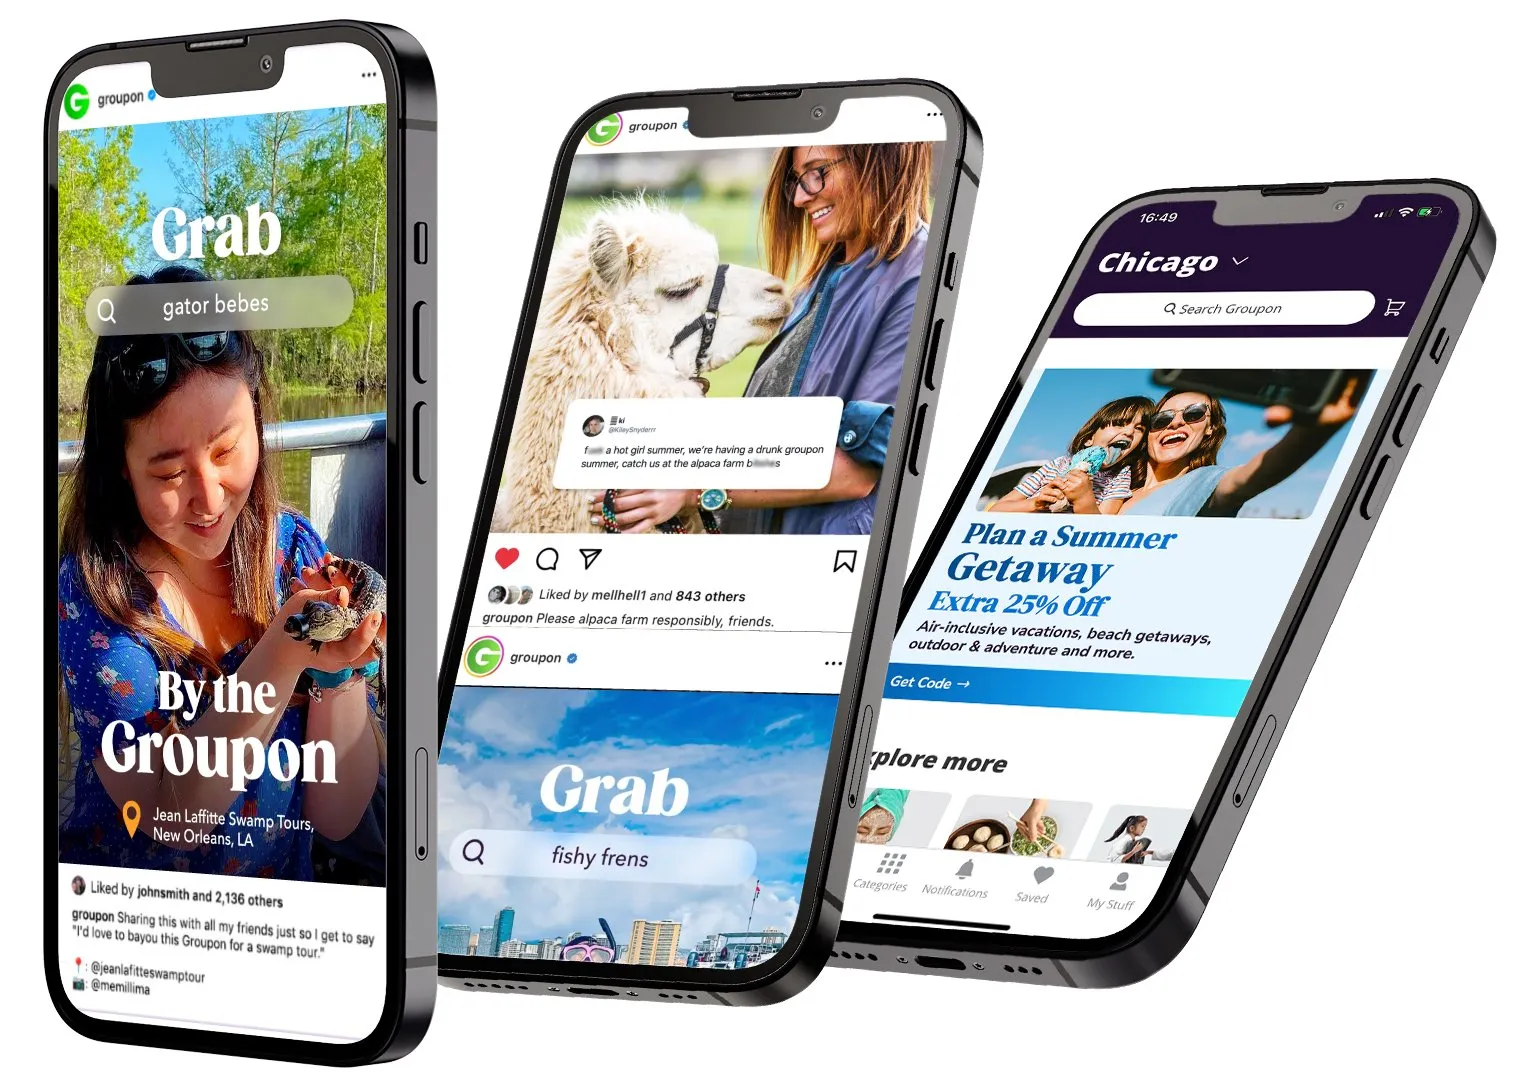 groupon
Grab
gator bebes
By the
Groupon
Jean Laffitte Swamp Tours,
New Orleans, LA
Liked by johnsmith and 2,136 others
groupon Sharing this with all my friends just so I get to say
"I'd love to bayou this Groupon for a swamp tour."
: @jeanlafitteswamptour
: @memillima
groupon
ki
@KileySnyderrr
a hot girl summer, we're having a drunk groupon
summer, catch us at the alpaca farm
Liked by mellhell1 and 843 others
groupon Please alpaca farm responsibly, friends.
groupon
Grab
fishy frens
16:49
Chicago
Search Groupon
Plan a Summer
Getaway
Extra 25% Off
Air-inclusive vacations, beach getaways,
outdoor & adventure and more.
Get Code →
xplore more
Categories
Notifications
Saved
My Stuff